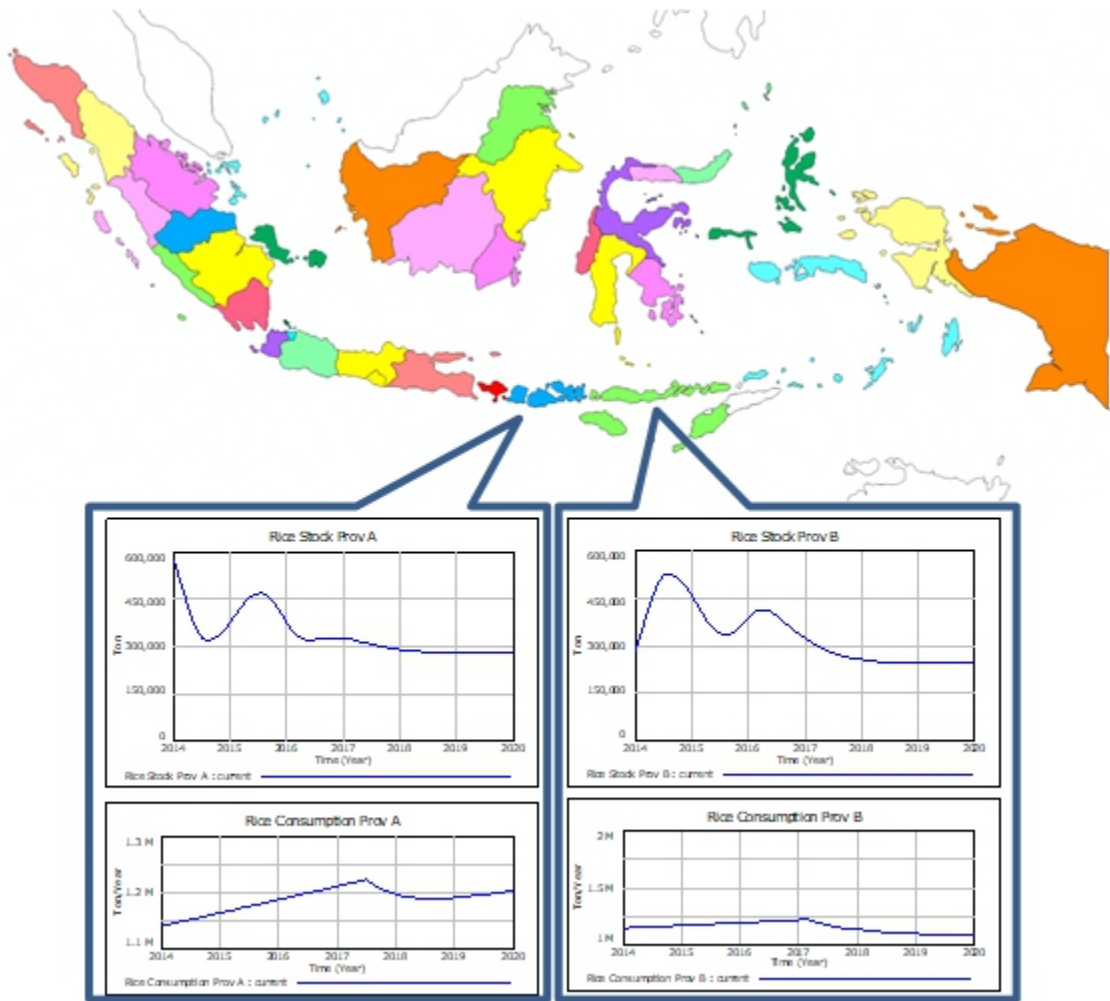 Rice Stock Prov A
600,000
450,000
300,000
150,000
0
Ton
2014 2015 2016 2017 2018 2019 2020
Time (Year)
Rice Stock Prov A : current
Rice Consumption Prov A
1.3 M
1.2 M
1.1 M
Ton/Year
2014 2015 2016 2017 2018 2019 2020
Time (Year)
Rice Consumption Prov A : current
Rice Stock Prov B
600,000
450,000
300,000
150,000
0
Ton
2014 2015 2016 2017 2018 2019 2020
Time (Year)
Rice Stock Prov B : current
Rice Consumption Prov B
2 M
1.5 M
1 M
Ton/Year
2014 2015 2016 2017 2018 2019 2020
Time (Year)
Rice Consumption Prov B : current